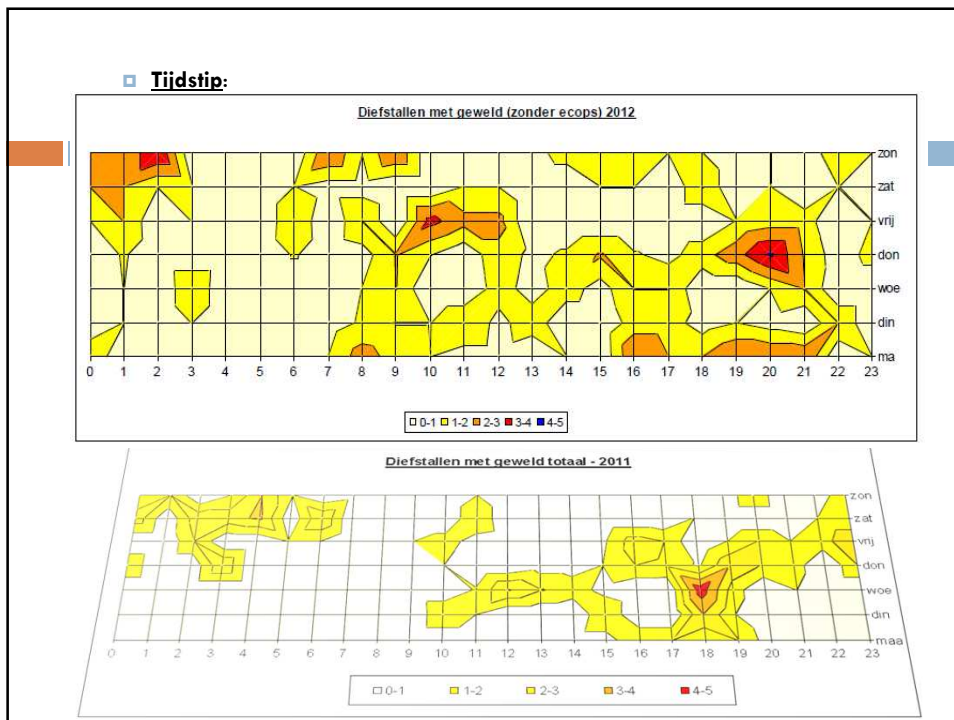 Tijdstip:
Diefstallen met geweld (zonder ecops) 2012
zon
zat
vrij
don
woe
din
ma
0 1 2 3 4 5 6 7 8 9 10 11 12 13 14 15 16 17 18 19 20 21 22 23
0-1 1-2 2-3 3-4 4-5
Diefstallen met geweld totaal - 2011
zon
zat
vrij
don
woe
din
maa
0 1 2 3 4 5 6 7 8 9 10 11 12 13 14 15 16 17 18 19 20 21 22 23
0-1 1-2 2-3 3-4 4-5